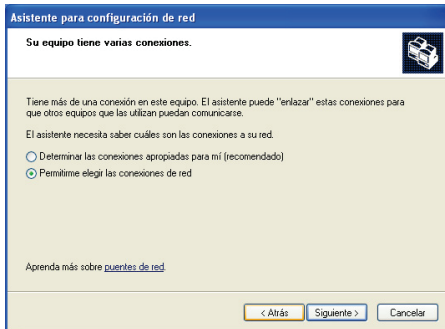 Asistente para configuración de red
Su equipo tiene varias conexiones.
Tiene más de una conexión en este equipo. El asistente puede "enlazar" estas conexiones para
que otros equipos que las utilizan puedan comunicarse.
El asistente necesita saber cuáles son las conexiones a su red.
Determinar las conexiones apropiadas para mí (recomendado)
Permitirme elegir las conexiones de red
Aprenda más sobre puentes de red.
< Atrás Siguiente > Cancelar